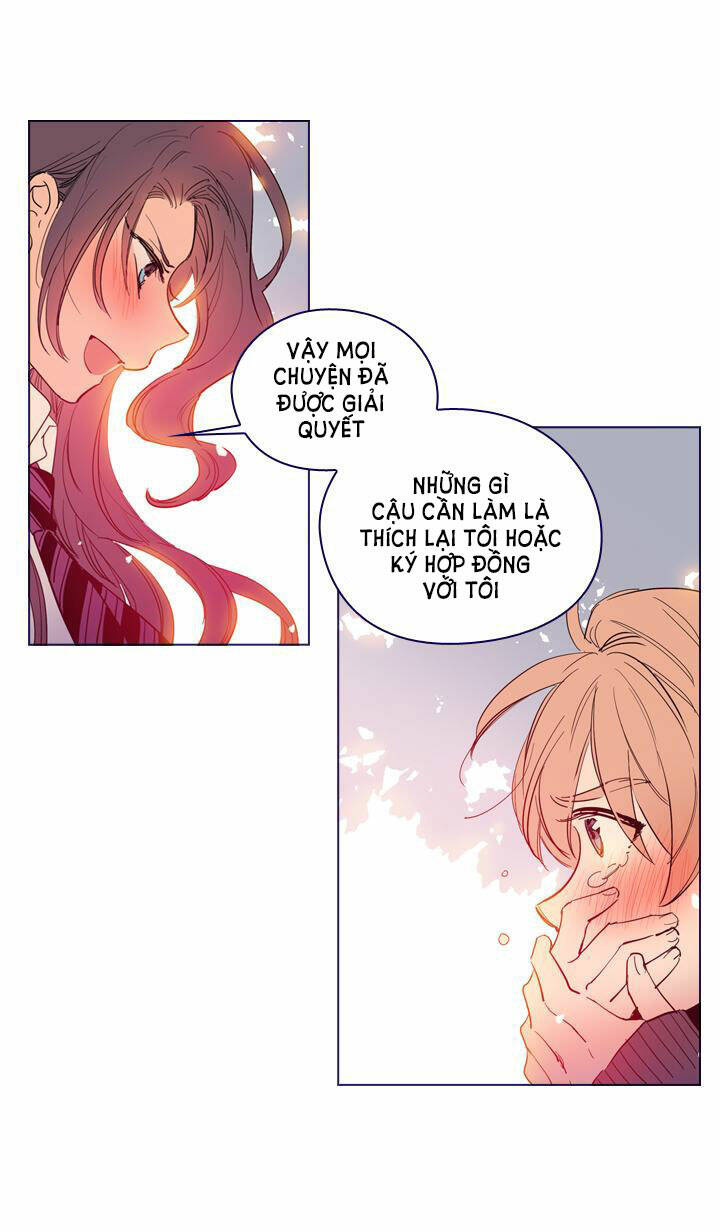 VẬY MỌI
CHUYỆN ĐÃ
ĐƯỢC GIẢI
QUYẾT
NHỮNG GÌ
CẬU CẦN LÀM LÀ
THÍCH LẠI TÔI HOẶC
KÝ HỢP ĐỒNG
VỚI TÔI